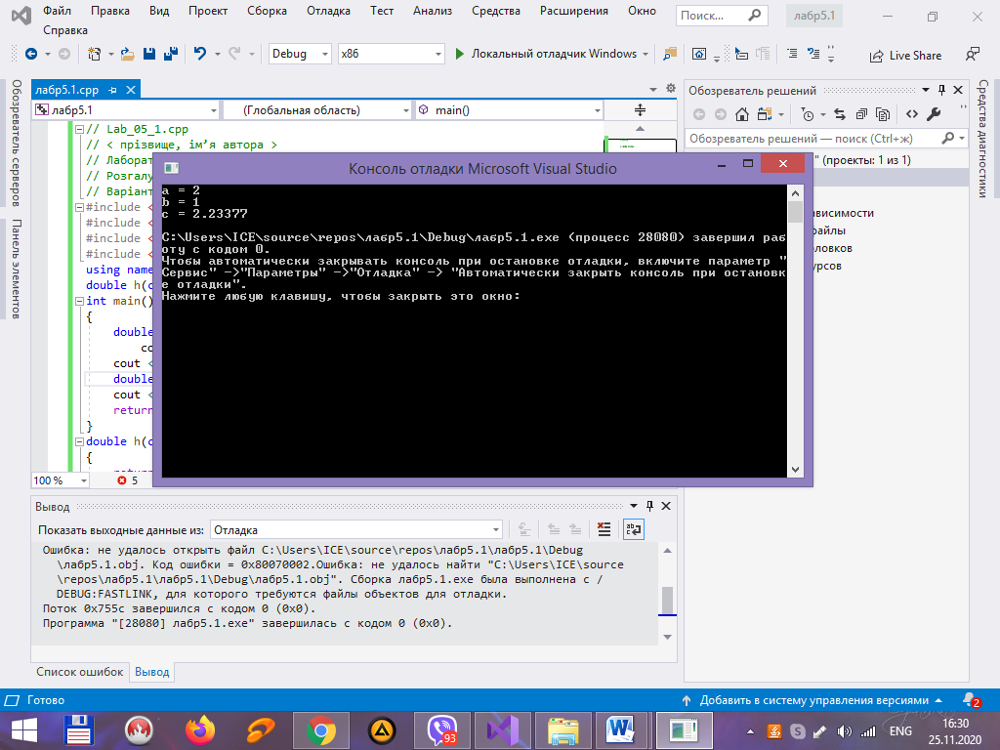 Файл Правка Вид Проект Сборка Отладка Тест Анализ Средства Расширения Окно Поиск... лабр5.1
Справка
Debug x86 Локальный отладчик Windows Live Share
Обозреватель серверов
Панель элементов
лабр5.1.cpp
лабр5.1 (Глобальная область) main()
// Lab_05_1.cpp
// < прізвище, ім’я автора >
// Лаборат
// Розгалу
// Варіант
#include <
#include <
#include <
#include <
using name
double h(c
int main()
{
double
co
cout <
double
cout <
return
}
double h(c
{
100 % 5
Консоль отладки Microsoft Visual Studio
a = 2
b = 1
c = 2.23377
C:\Users\ICE\source\repos\лабр5.1\Debug\лабр5.1.exe (процесс 28080) завершил раб
оту с кодом 0.
Чтобы автоматически закрывать консоль при остановке отладки, включите параметр "
Сервис" ->"Параметры" ->"Отладка" -> "Автоматически закрыть консоль при остановк
е отладки".
Нажмите любую клавишу, чтобы закрыть это окно:
Обозреватель решений
Обозреватель решений — поиск (Ctrl+ж)
" (проекты: 1 из 1)
ависимости
файлы
ловков
урсов
Средства диагностики
Вывод
Показать выходные данные из: Отладка
Ошибка: не удалось открыть файл C:\Users\ICE\source\repos\лабр5.1\лабр5.1\Debug
\лабр5.1.obj. Код ошибки = 0x80070002.Ошибка: не удалось найти "C:\Users\ICE\source
\repos\лабр5.1\лабр5.1\Debug\лабр5.1.obj". Сборка лабр5.1.exe была выполнена с /
DEBUG:FASTLINK, для которого требуются файлы объектов для отладки.
Поток 0x755c завершился с кодом 0 (0x0).
Программа "[28080] лабр5.1.exe" завершилась с кодом 0 (0x0).
Список ошибок Вывод
Готово Добавить в систему управления версиями 2
93 ENG 16:30
25.11.2020